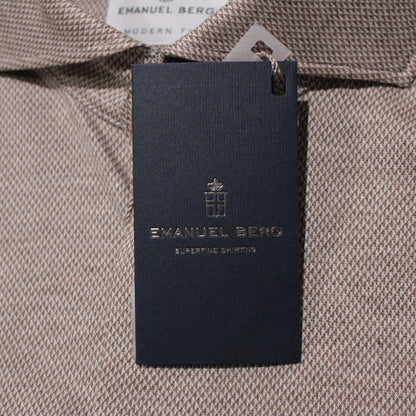 EMANUEL BERG
MODERN F
EMANUEL BERG
SUPERFINE SHIRTING